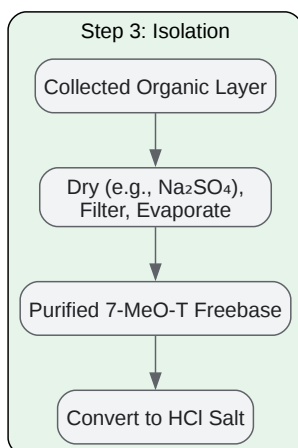 Step 3: Isolation
Collected Organic Layer
Dry (e.g., Na₂SO₄),
Filter, Evaporate
Purified 7-MeO-T Freebase
Convert to HCl Salt